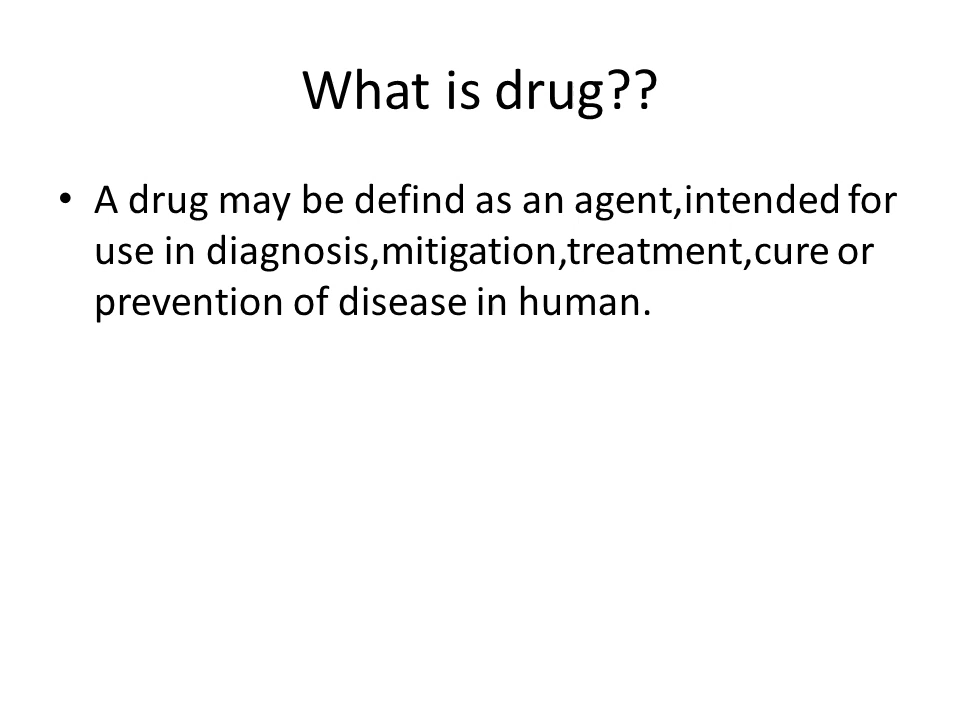 What is drug??
• A drug may be defind as an agent,intended for
use in diagnosis,mitigation,treatment,cure or
prevention of disease in human.